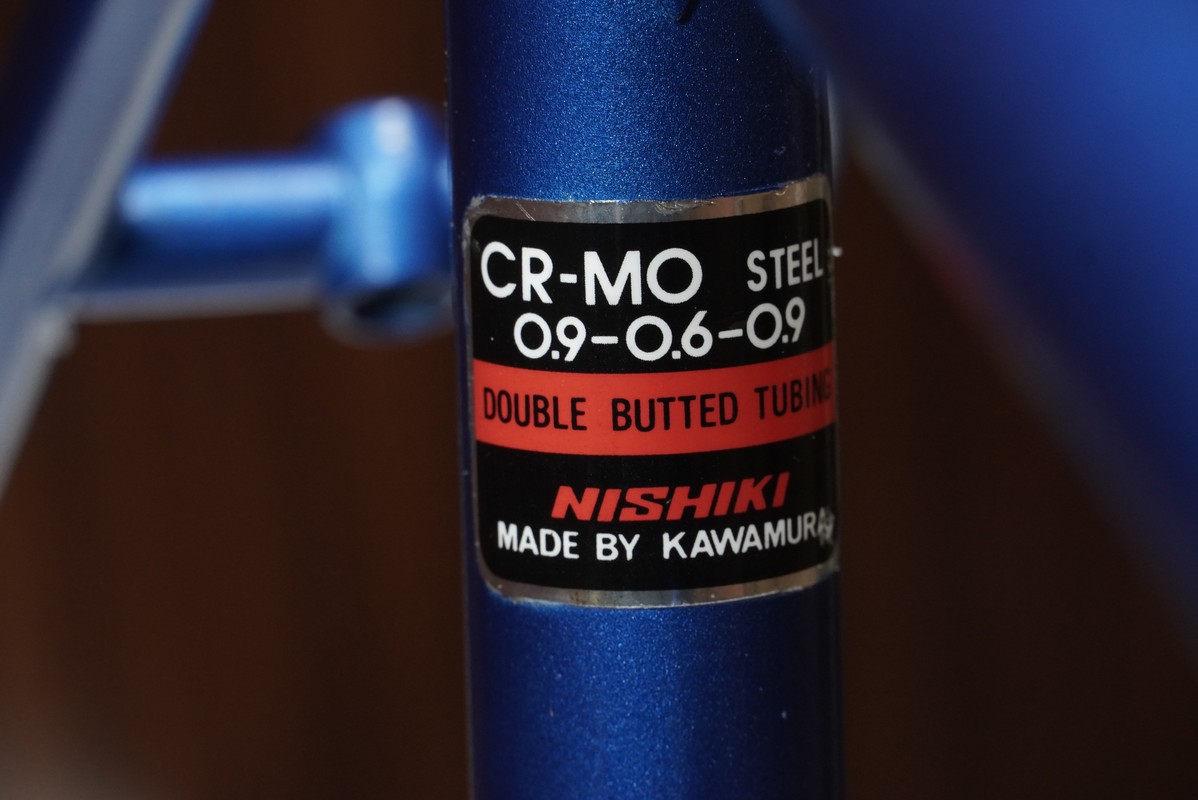 CR-MO STEEL
0.9-0.6-0.9
DOUBLE BUTTED TUBING
NISHIKI
MADE BY KAWAMURA